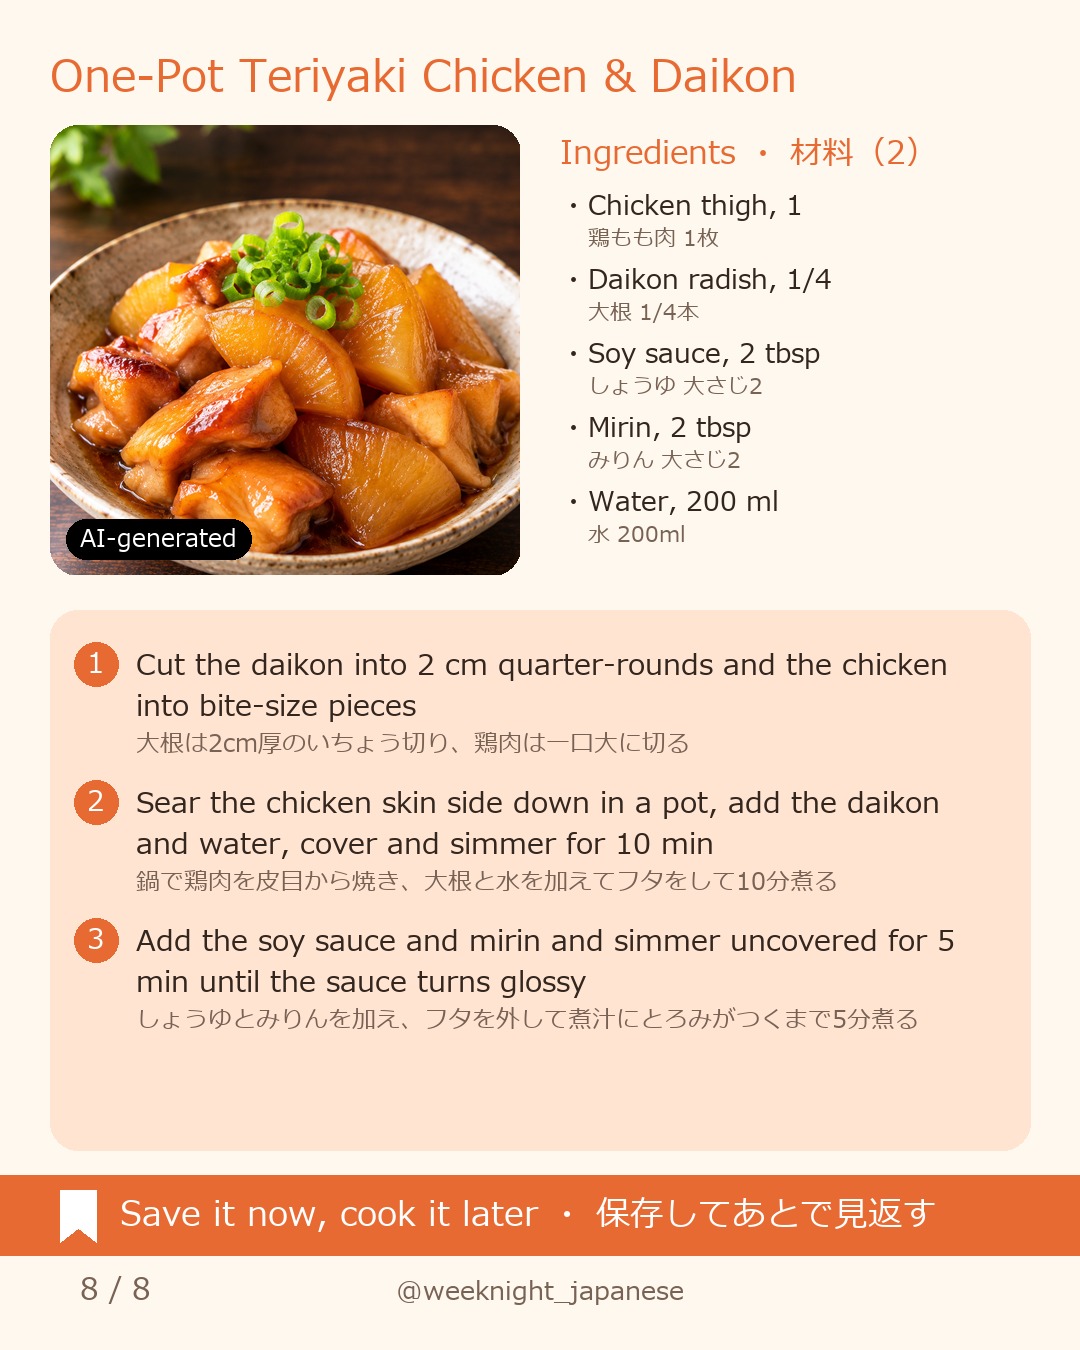 One-Pot Teriyaki Chicken & Daikon
AI-generated
Ingredients ・ 材料（2）
・Chicken thigh, 1
鶏もも肉 1枚
・Daikon radish, 1/4
大根 1/4本
・Soy sauce, 2 tbsp
しょうゆ 大さじ2
・Mirin, 2 tbsp
みりん 大さじ2
・Water, 200 ml
水 200ml
1 Cut the daikon into 2 cm quarter-rounds and the chicken
into bite-size pieces
大根は2cm厚のいちょう切り、鶏肉は一口大に切る
2 Sear the chicken skin side down in a pot, add the daikon
and water, cover and simmer for 10 min
鍋で鶏肉を皮目から焼き、大根と水を加えてフタをして10分煮る
3 Add the soy sauce and mirin and simmer uncovered for 5
min until the sauce turns glossy
しょうゆとみりんを加え、フタを外して煮汁にとろみがつくまで5分煮る
Save it now, cook it later ・ 保存してあとで見返す
8 / 8
@weeknight_japanese